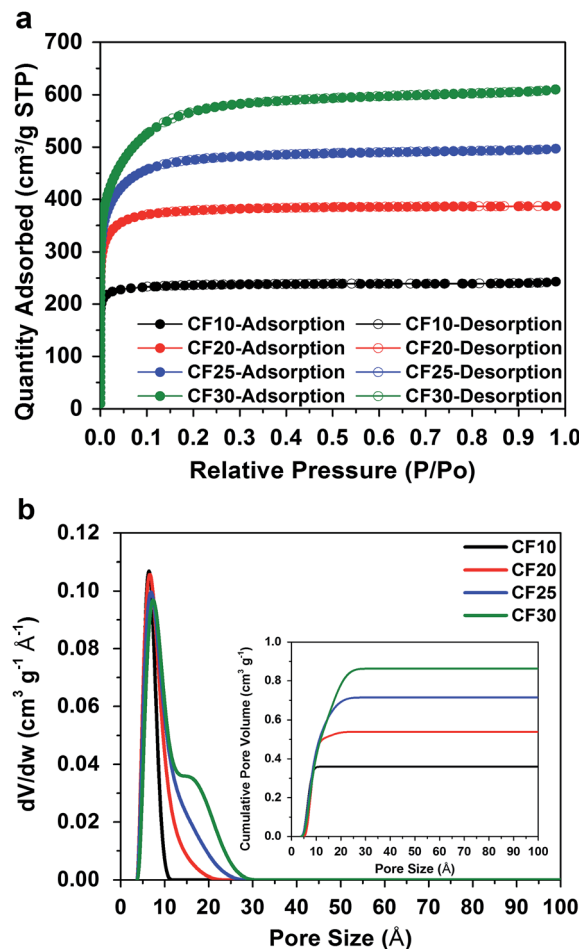 a
700
600
500
400
300
200
100
0
Quantity Adsorbed (cm³/g STP)
CF10-Adsorption CF10-Desorption
CF20-Adsorption CF20-Desorption
CF25-Adsorption CF25-Desorption
CF30-Adsorption CF30-Desorption
0.0 0.1 0.2 0.3 0.4 0.5 0.6 0.7 0.8 0.9 1.0
Relative Pressure (P/Po)
b
0.12
0.10
0.08
0.06
0.04
0.02
0.00
dV/dw (cm³ g⁻¹ Å⁻¹)
CF10
CF20
CF25
CF30
1.0
0.8
0.6
0.4
0.2
0.0
Cumulative Pore Volume (cm³ g⁻¹)
0 10 20 30 40 50 60 70 80 90 100
Pore Size (Å)
0 10 20 30 40 50 60 70 80 90 100
Pore Size (Å)